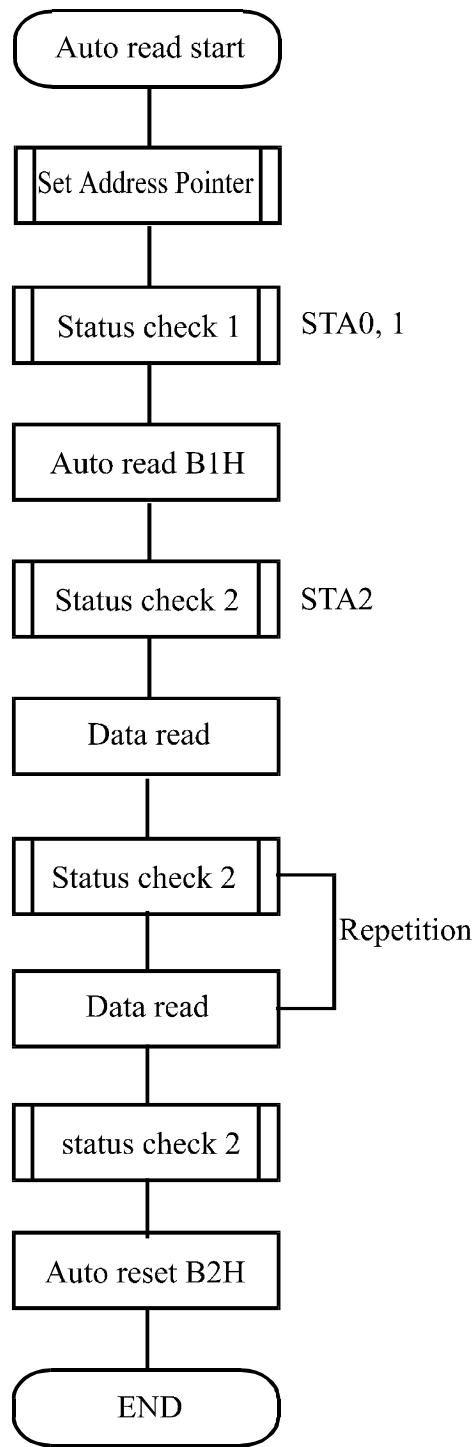 Auto read start
Set Address Pointer
Status check 1
STA0, 1
Auto read B1H
Status check 2
STA2
Data read
Status check 2
Repetition
Data read
status check 2
Auto reset B2H
END